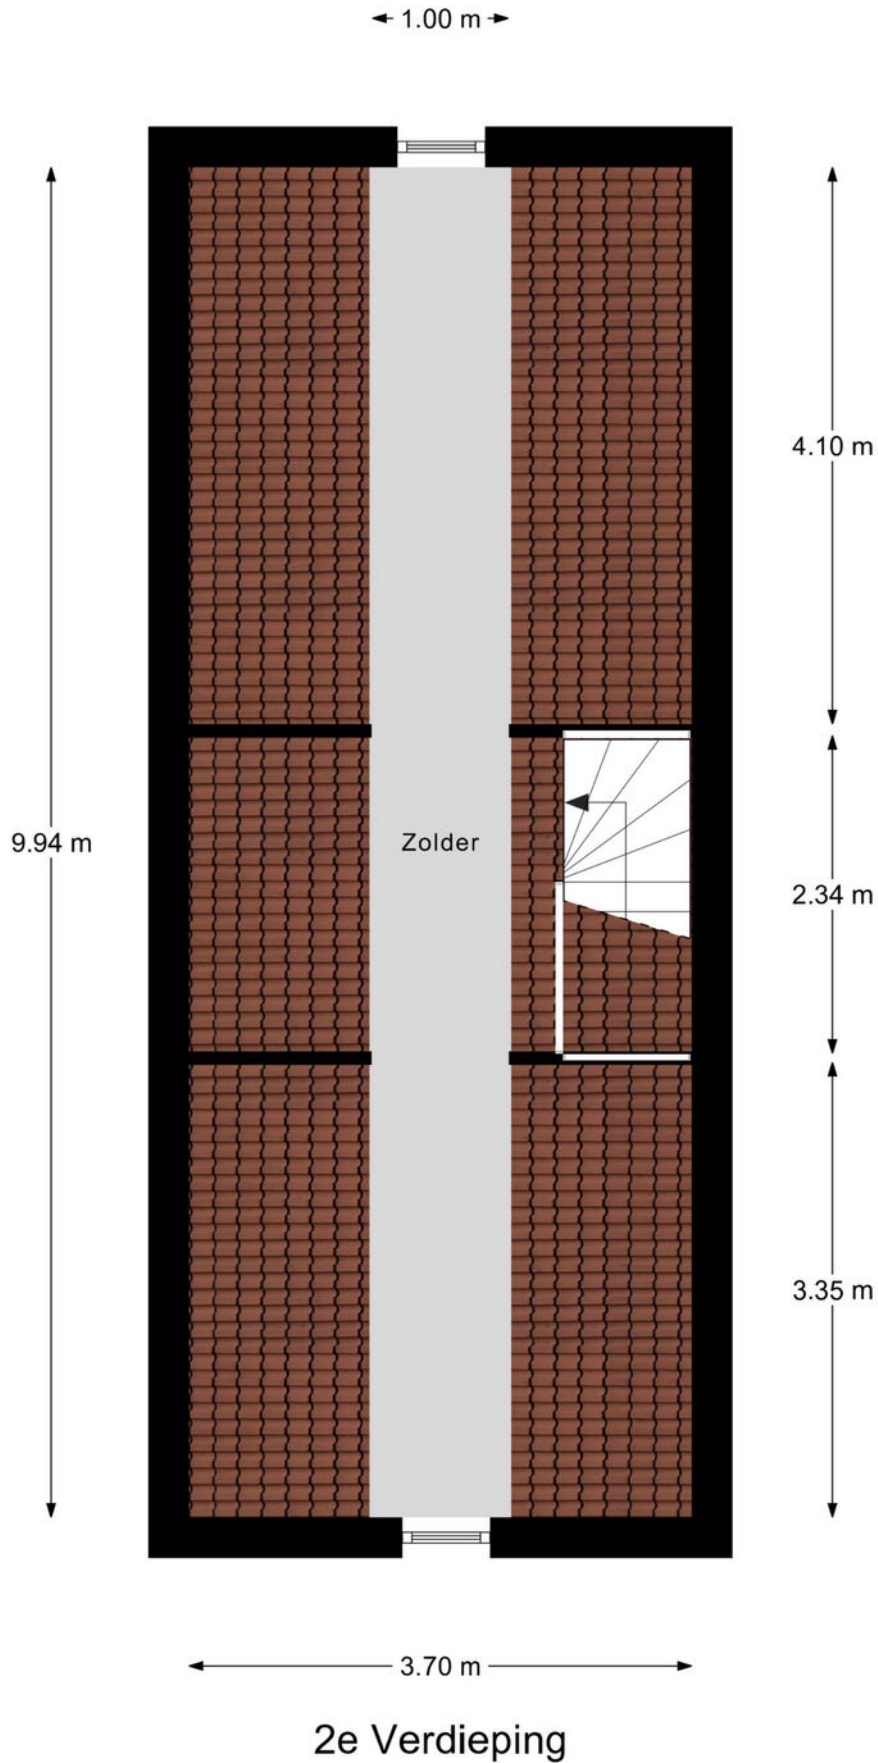 1.00 m
4.10 m
Zolder
9.94 m
2.34 m
3.35 m
3.70 m
2e Verdieping